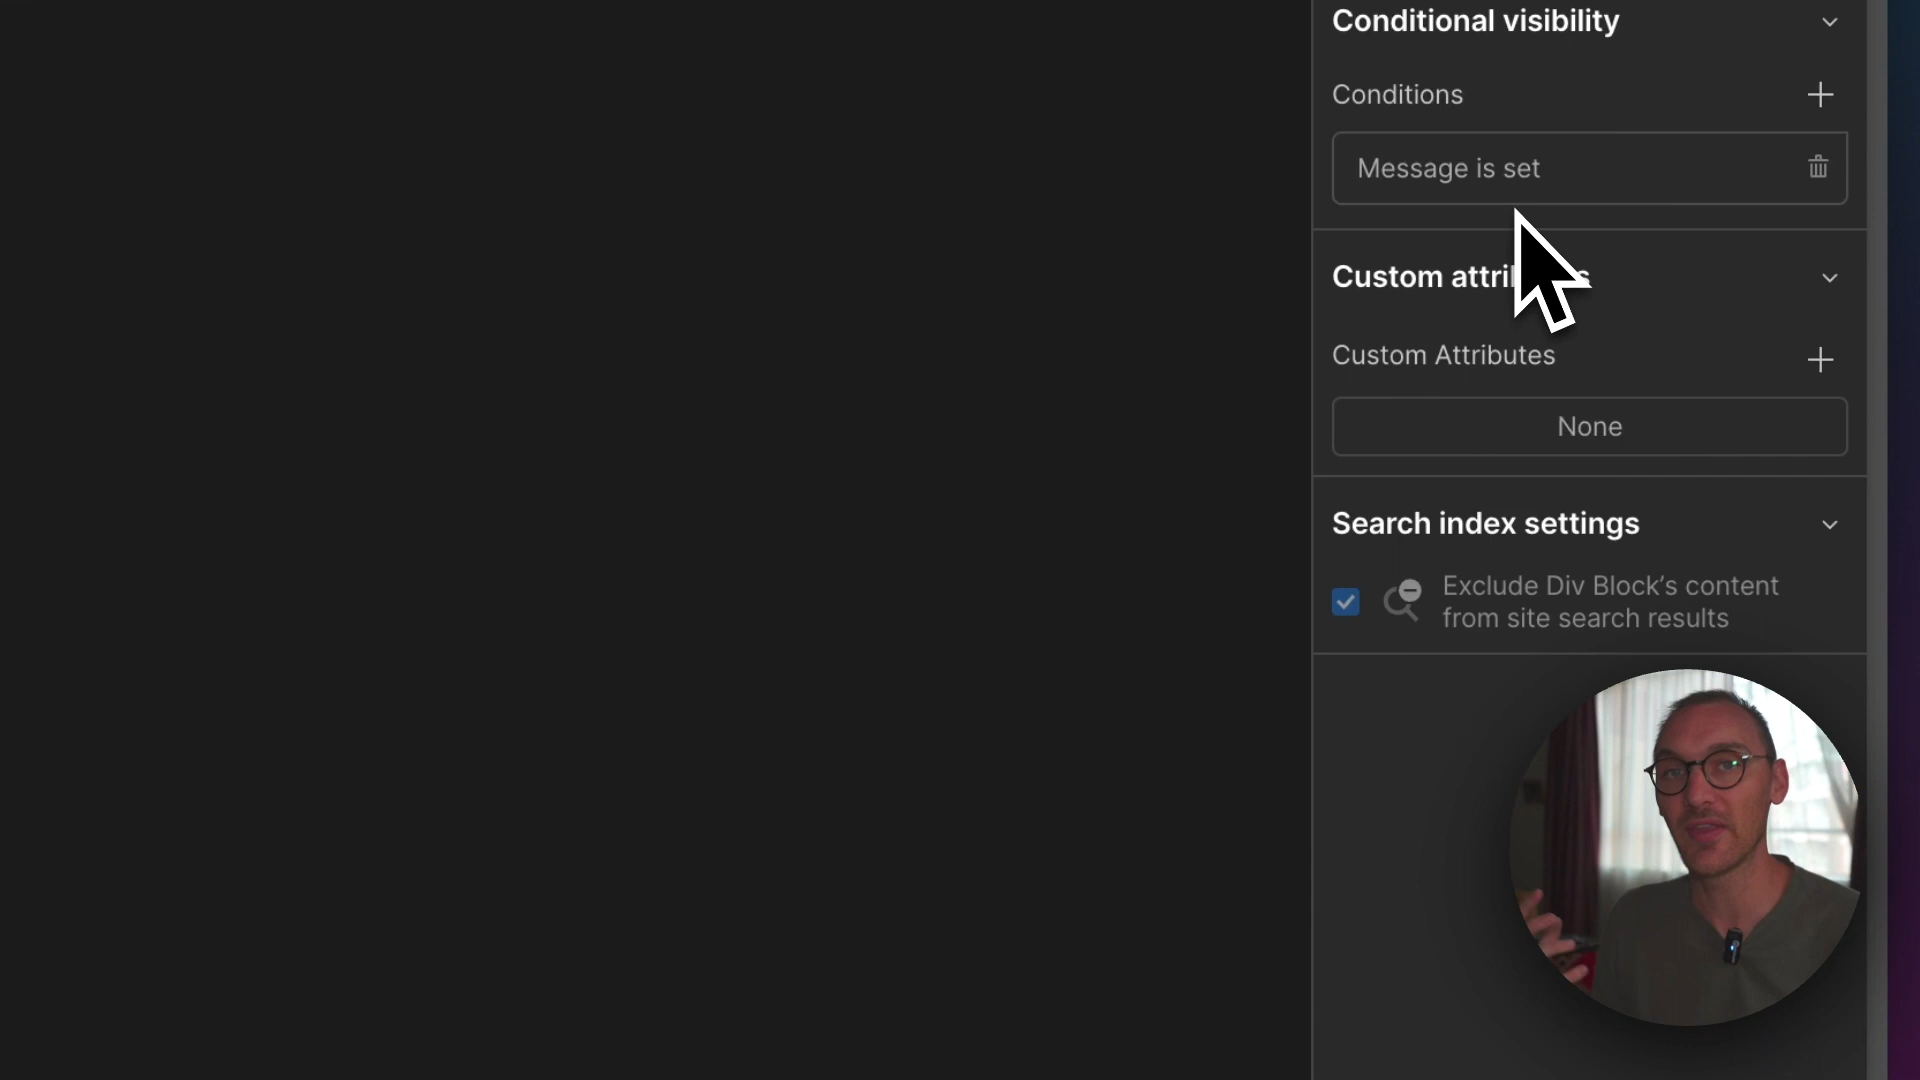 Conditional visibility
Conditions
Message is set
Custom
Custom Attributes
None
Search index settings
Exclude Div Block's content
from site search results